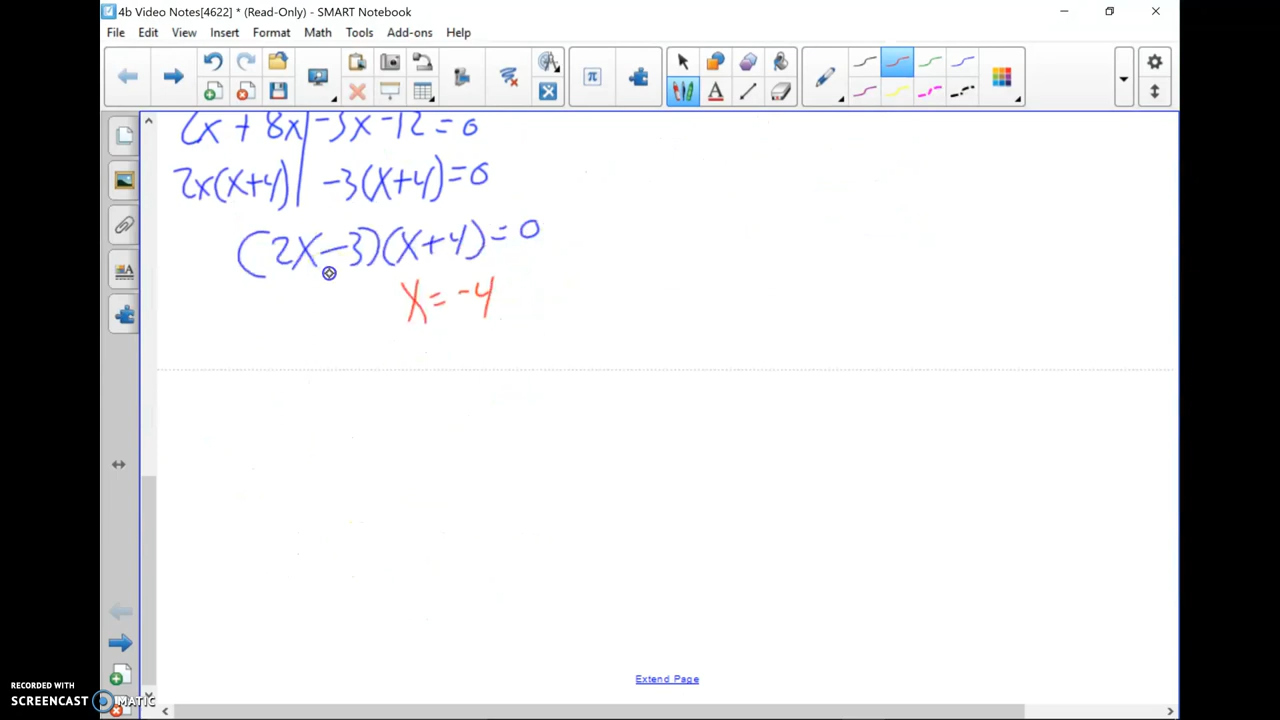 4b Video Notes[4622] * (Read-Only) - SMART Notebook
File Edit View Insert Format Math Tools Add-ons Help
2x + 8x | -3x -12 = 0
2x(x+4) | -3(x+4) = 0
(2x-3)(x+4) = 0
x = -4
Extend Page
RECORDED WITH
SCREENCAST MATIC